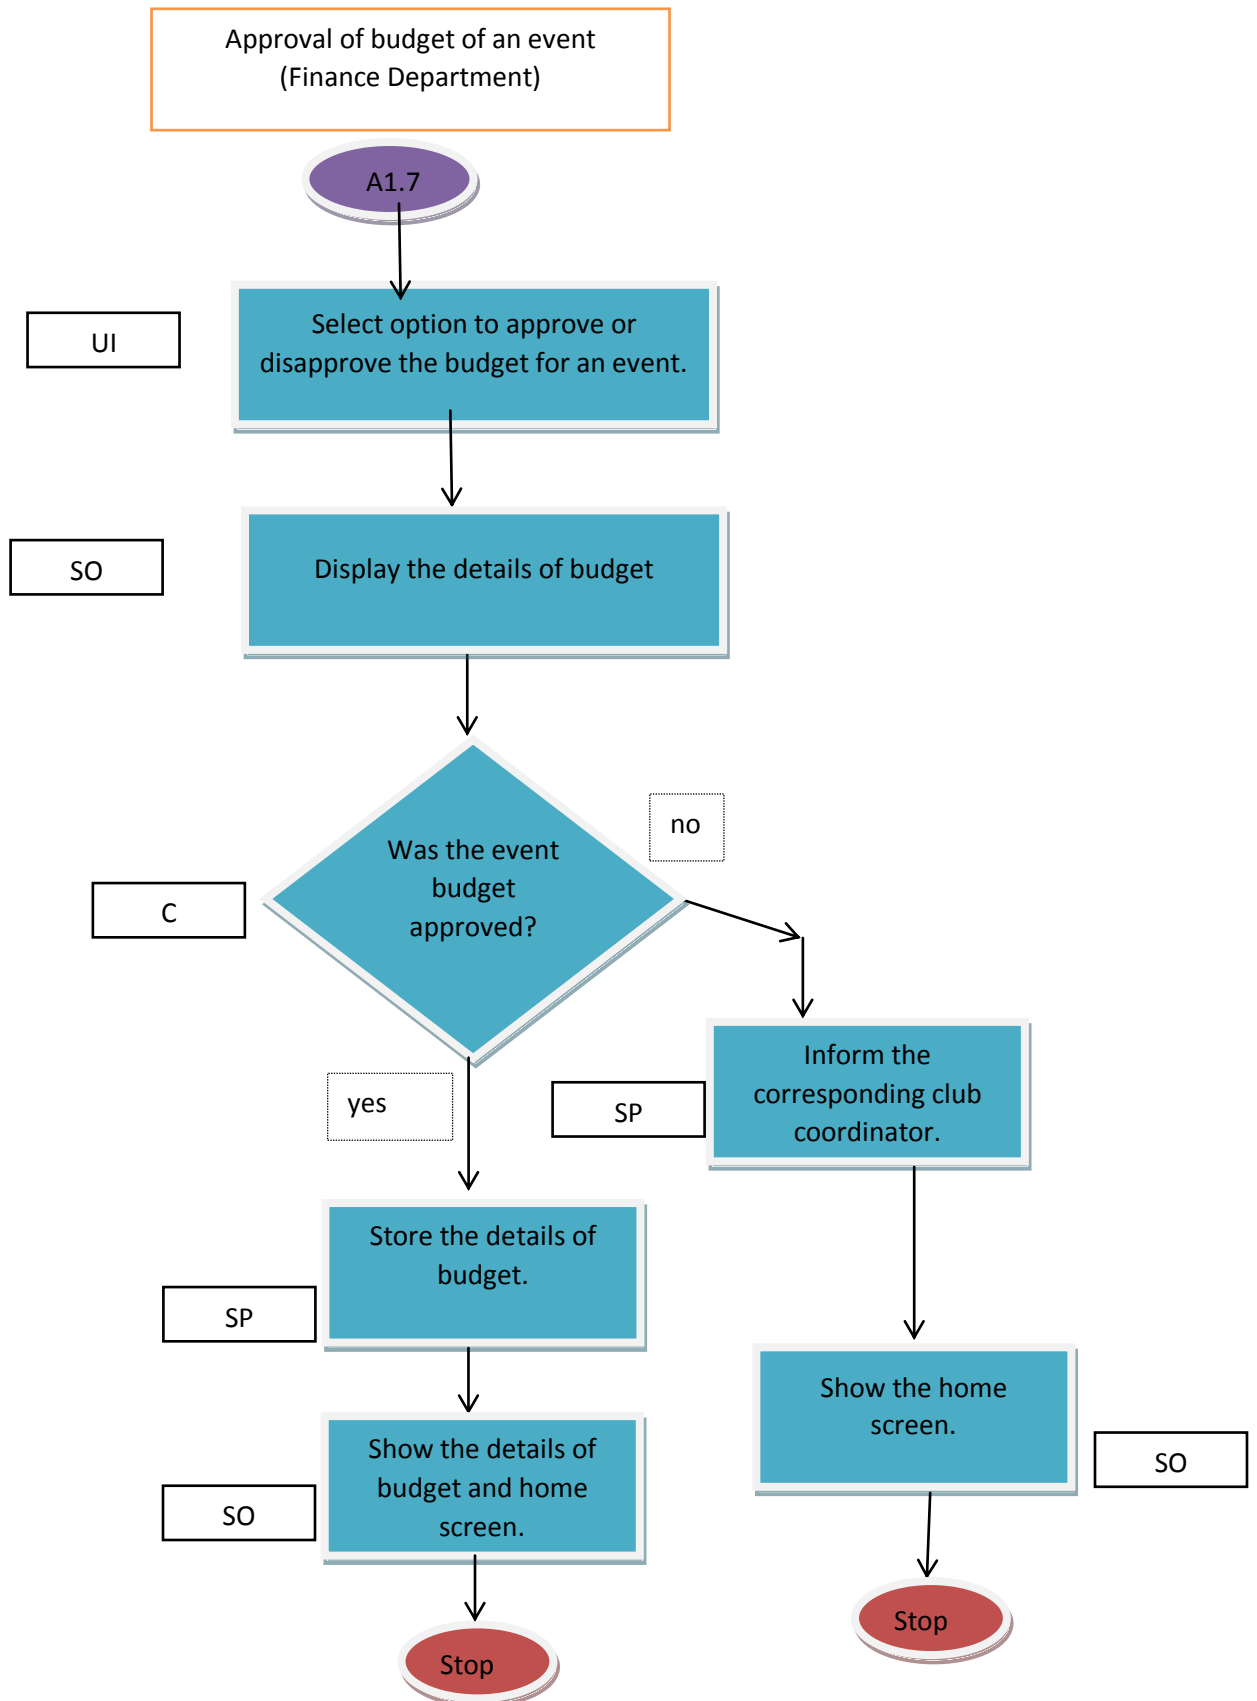 Approval of budget of an event
(Finance Department)
A1.7
UI
Select option to approve or
disapprove the budget for an event.
SO
Display the details of budget
no
C
Was the event
budget
approved?
yes
SP
Inform the
corresponding club
coordinator.
SP
Store the details of
budget.
Show the home
screen.
SO
SO
Show the details of
budget and home
screen.
Stop
Stop